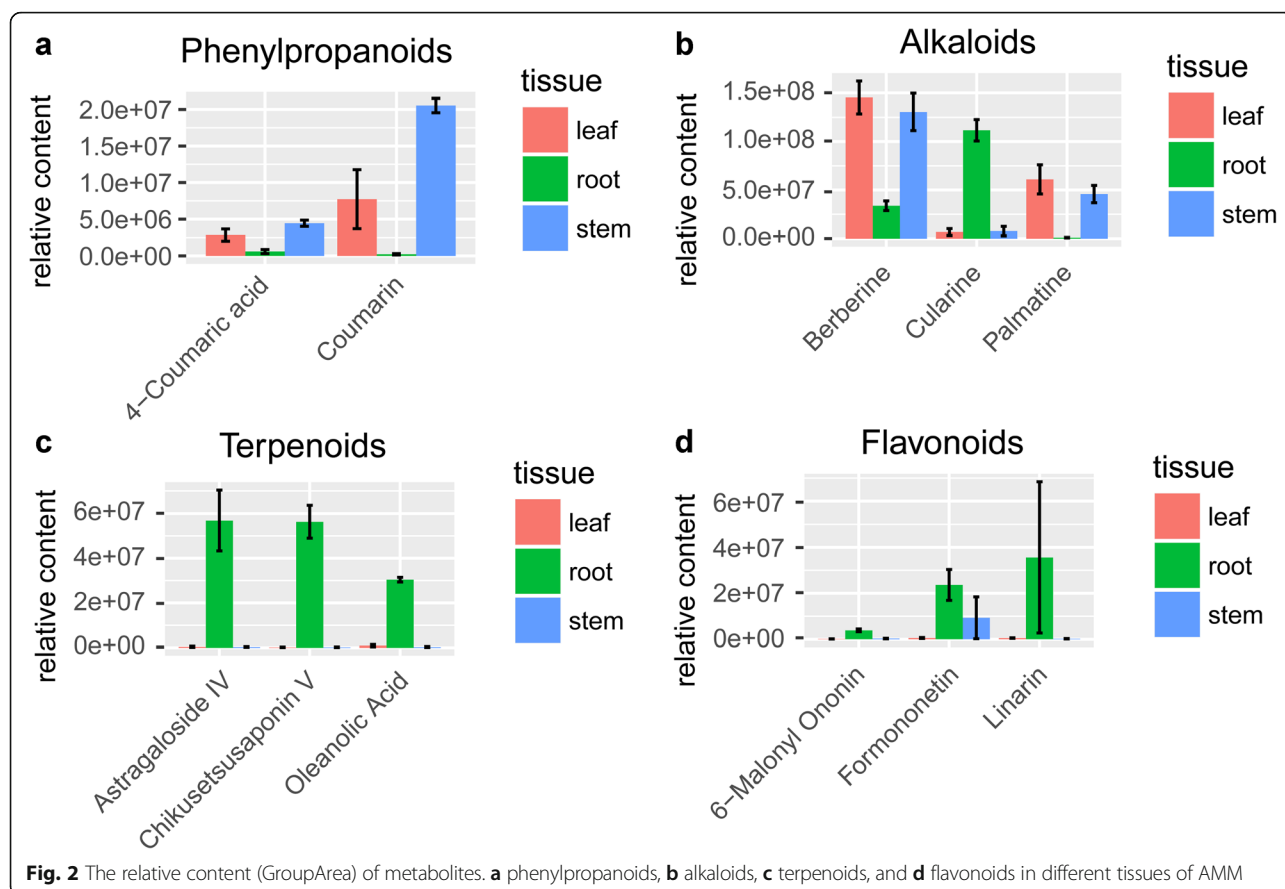 a
Phenylpropanoids
relative content
2.0e+07
1.5e+07
1.0e+07
5.0e+06
0.0e+00
4−Coumaric acid
Coumarin
tissue
leaf
root
stem
b
Alkaloids
relative content
1.5e+08
1.0e+08
5.0e+07
0.0e+00
Berberine
Cularine
Palmatine
tissue
leaf
root
stem
c
Terpenoids
relative content
6e+07
4e+07
2e+07
0e+00
Astragaloside IV
Chikusetsusaponin V
Oleanolic Acid
tissue
leaf
root
stem
d
Flavonoids
relative content
6e+07
4e+07
2e+07
0e+00
6−Malonyl Ononin
Formononetin
Linarin
tissue
leaf
root
stem
Fig. 2 The relative content (GroupArea) of metabolites. a phenylpropanoids, b alkaloids, c terpenoids, and d flavonoids in different tissues of AMM